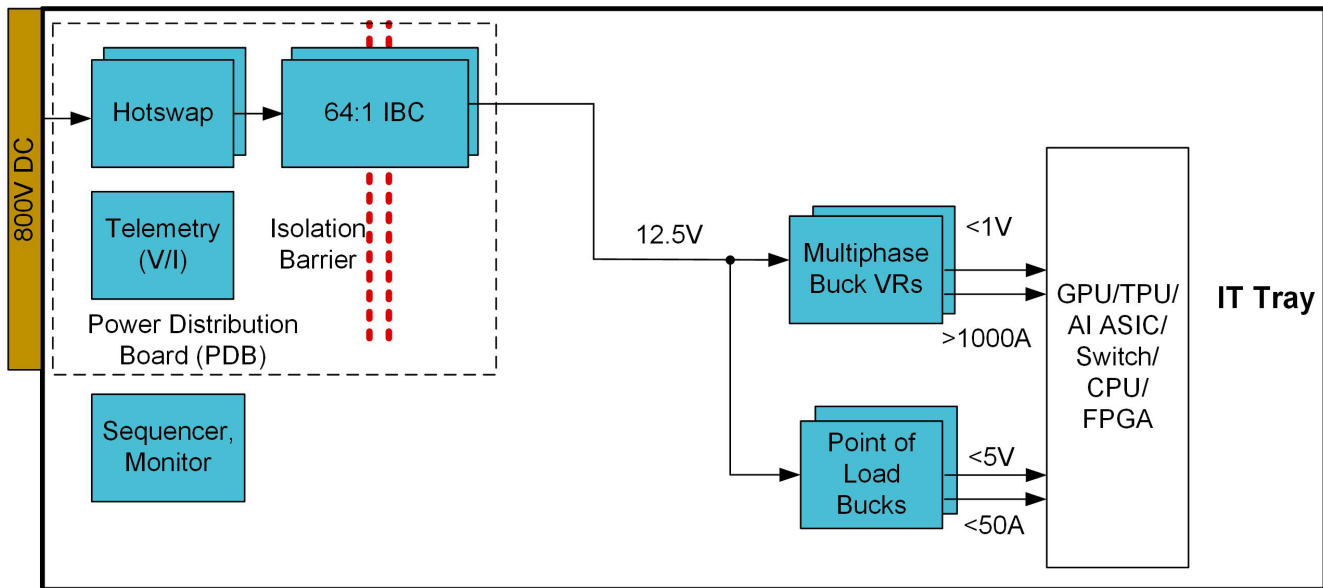 800V DC
Hotswap
64:1 IBC
Telemetry
(V/I)
Isolation
Barrier
Power Distribution
Board (PDB)
Sequencer,
Monitor
12.5V
Multiphase
Buck VRs
<1V
>1000A
Point of
Load
Bucks
<5V
<50A
GPU/TPU/
AI ASIC/
Switch/
CPU/
FPGA
IT Tray